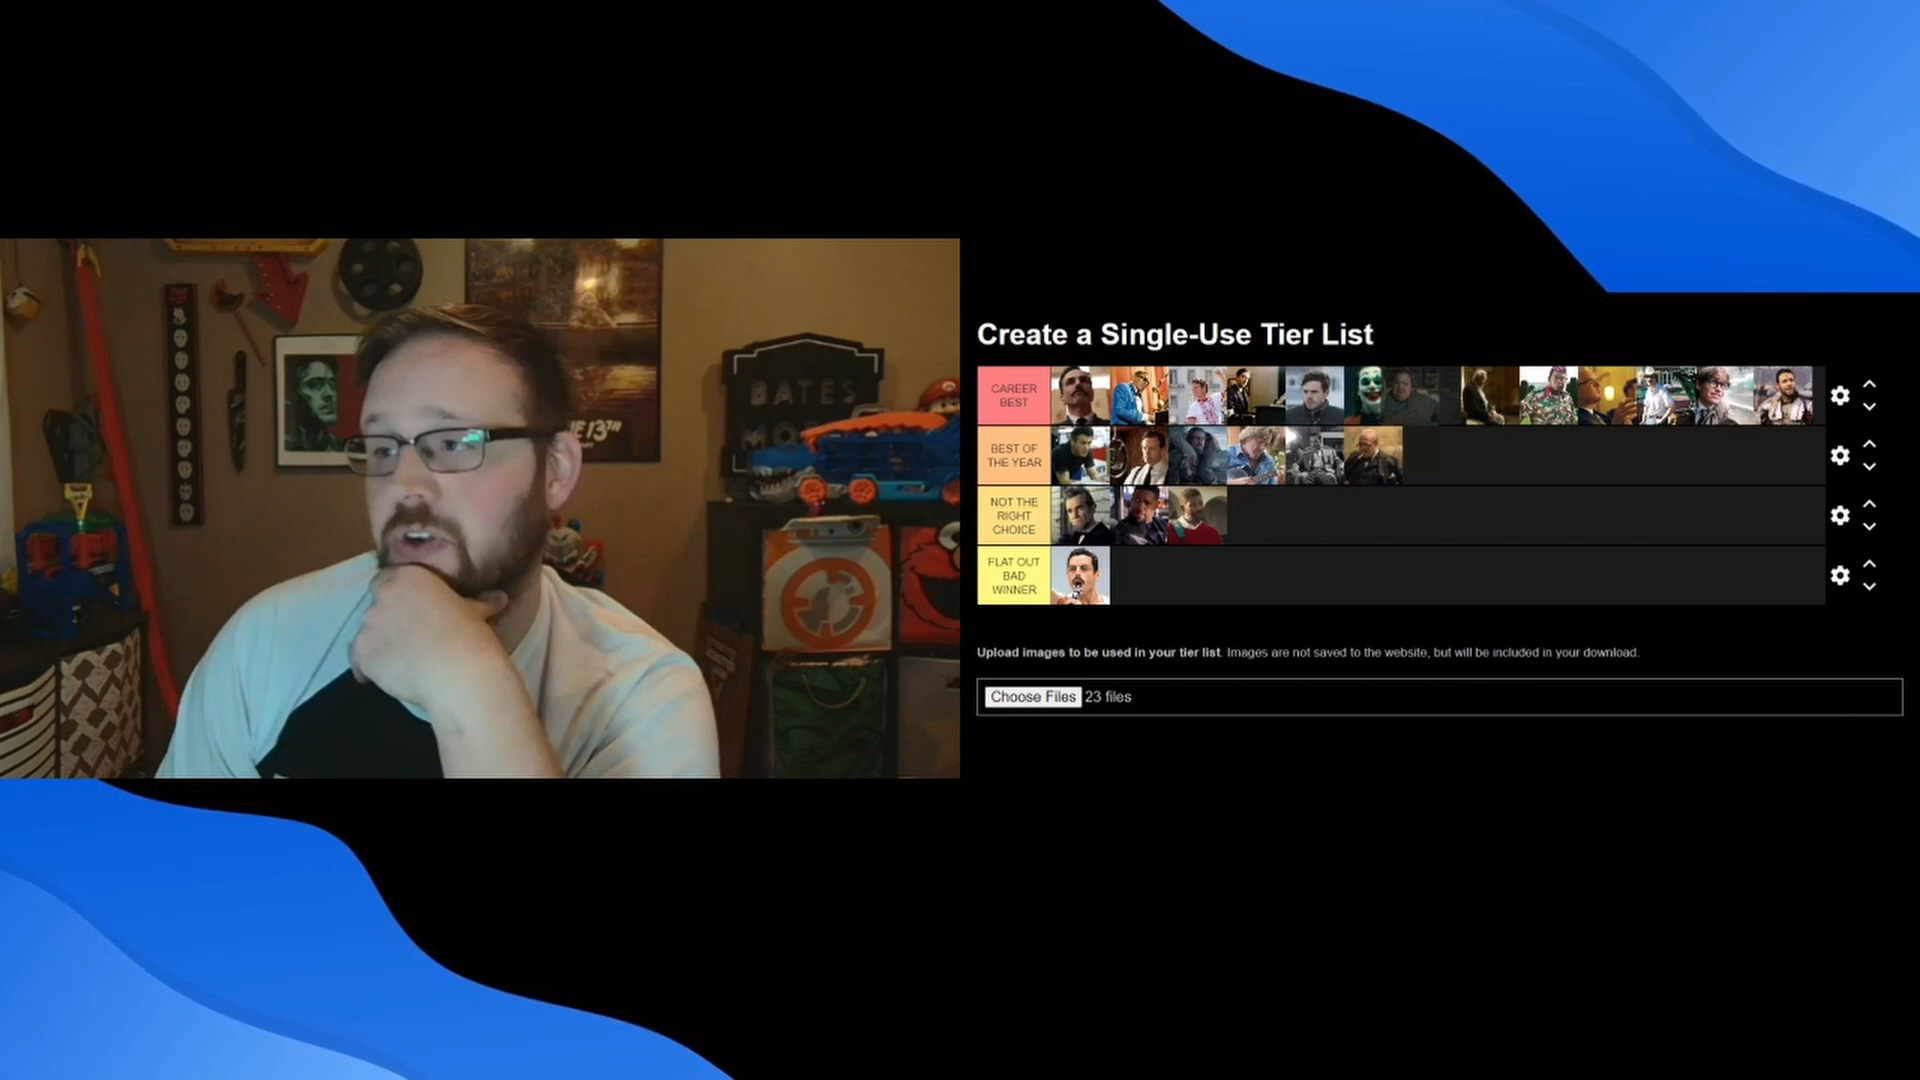 BATES
MO
E 13TH
Create a Single-Use Tier List
CAREER
BEST
BEST OF
THE YEAR
NOT THE
RIGHT
CHOICE
FLAT OUT
BAD
WINNER
Upload images to be used in your tier list. Images are not saved to the website, but will be included in your download.
Choose Files 23 files